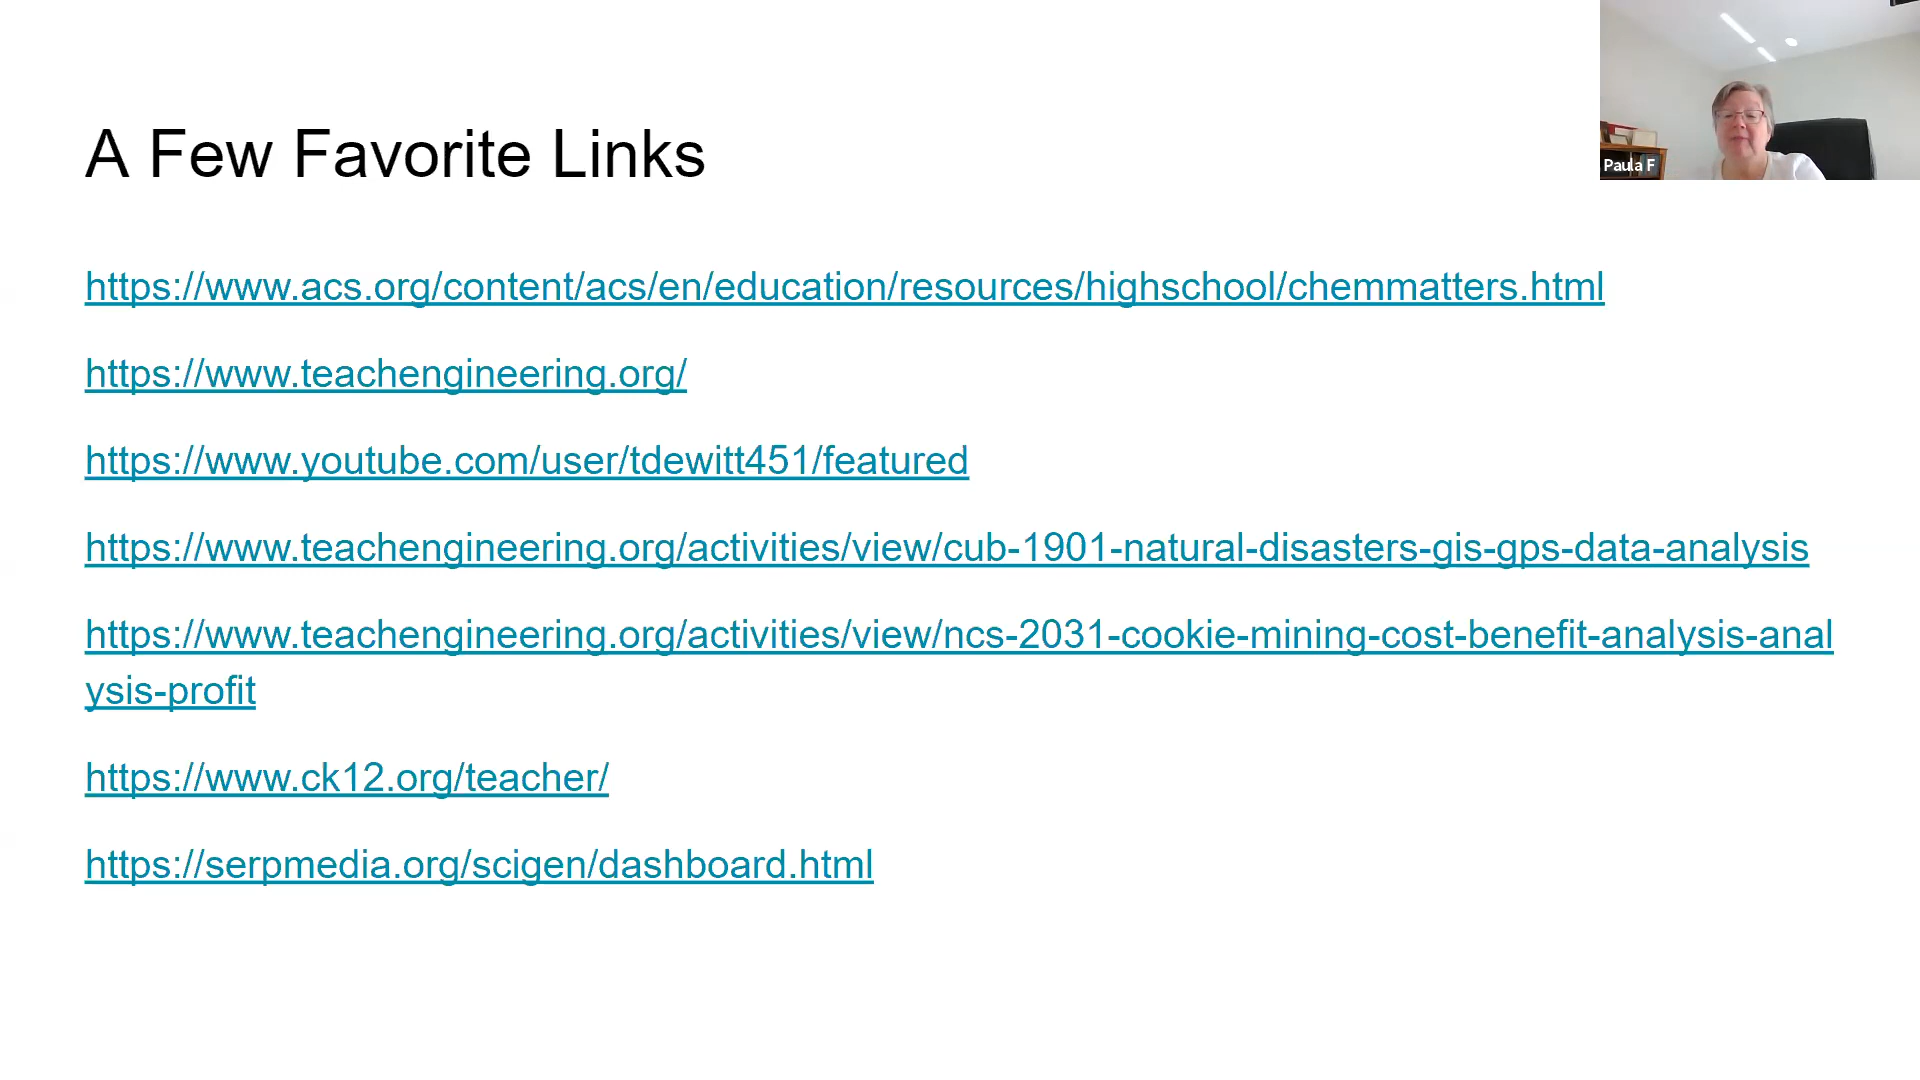 A Few Favorite Links
Paula F
https://www.acs.org/content/acs/en/education/resources/highschool/chemmatters.html
https://www.teachengineering.org/
https://www.youtube.com/user/tdewitt451/featured
https://www.teachengineering.org/activities/view/cub-1901-natural-disasters-gis-gps-data-analysis
https://www.teachengineering.org/activities/view/ncs-2031-cookie-mining-cost-benefit-analysis-anal
ysis-profit
https://www.ck12.org/teacher/
https://serpmedia.org/scigen/dashboard.html